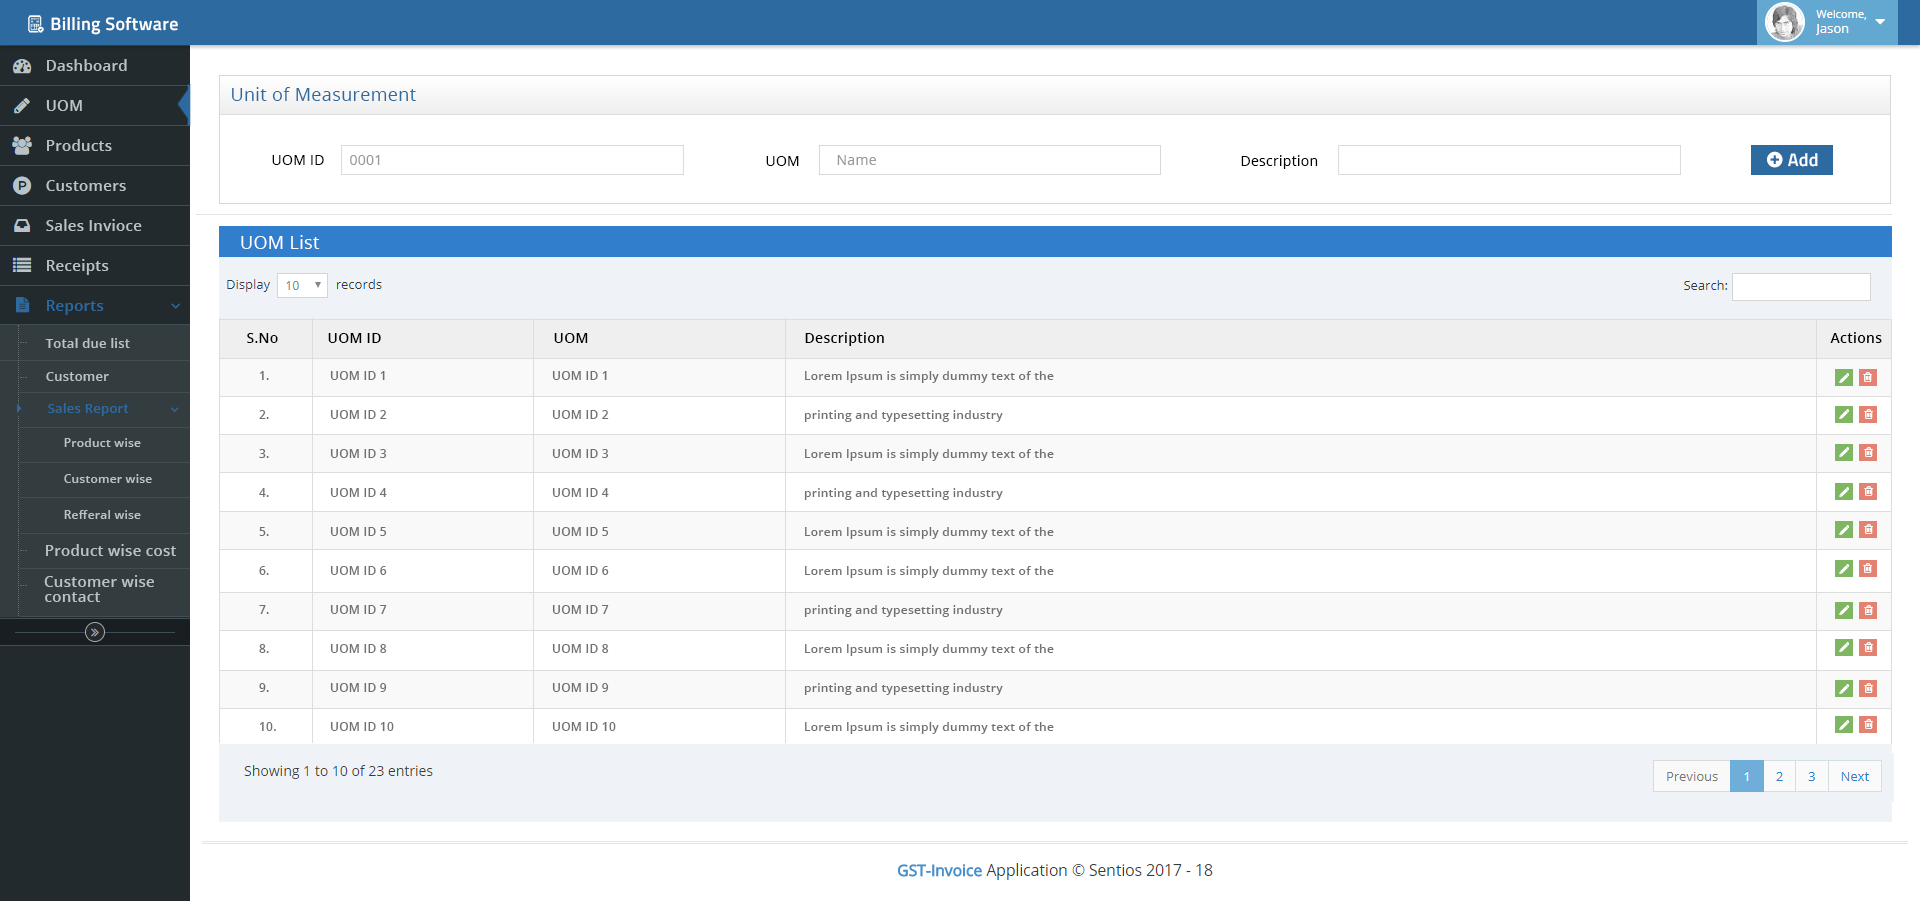 Billing Software
Welcome,
Jason
Dashboard
UOM
Products
Customers
Sales Invioce
Receipts
Reports
Total due list
Customer
Sales Report
Product wise
Customer wise
Refferal wise
Product wise cost
Customer wise
contact
Unit of Measurement
UOM ID 0001 UOM Name Description Add
UOM List
Display 10 records Search:
S.No UOM ID UOM Description Actions
1. UOM ID 1 UOM ID 1 Lorem Ipsum is simply dummy text of the
2. UOM ID 2 UOM ID 2 printing and typesetting industry
3. UOM ID 3 UOM ID 3 Lorem Ipsum is simply dummy text of the
4. UOM ID 4 UOM ID 4 printing and typesetting industry
5. UOM ID 5 UOM ID 5 Lorem Ipsum is simply dummy text of the
6. UOM ID 6 UOM ID 6 Lorem Ipsum is simply dummy text of the
7. UOM ID 7 UOM ID 7 printing and typesetting industry
8. UOM ID 8 UOM ID 8 Lorem Ipsum is simply dummy text of the
9. UOM ID 9 UOM ID 9 printing and typesetting industry
10. UOM ID 10 UOM ID 10 Lorem Ipsum is simply dummy text of the
Showing 1 to 10 of 23 entries
Previous 1 2 3 Next
GST-Invoice Application © Sentios 2017 - 18